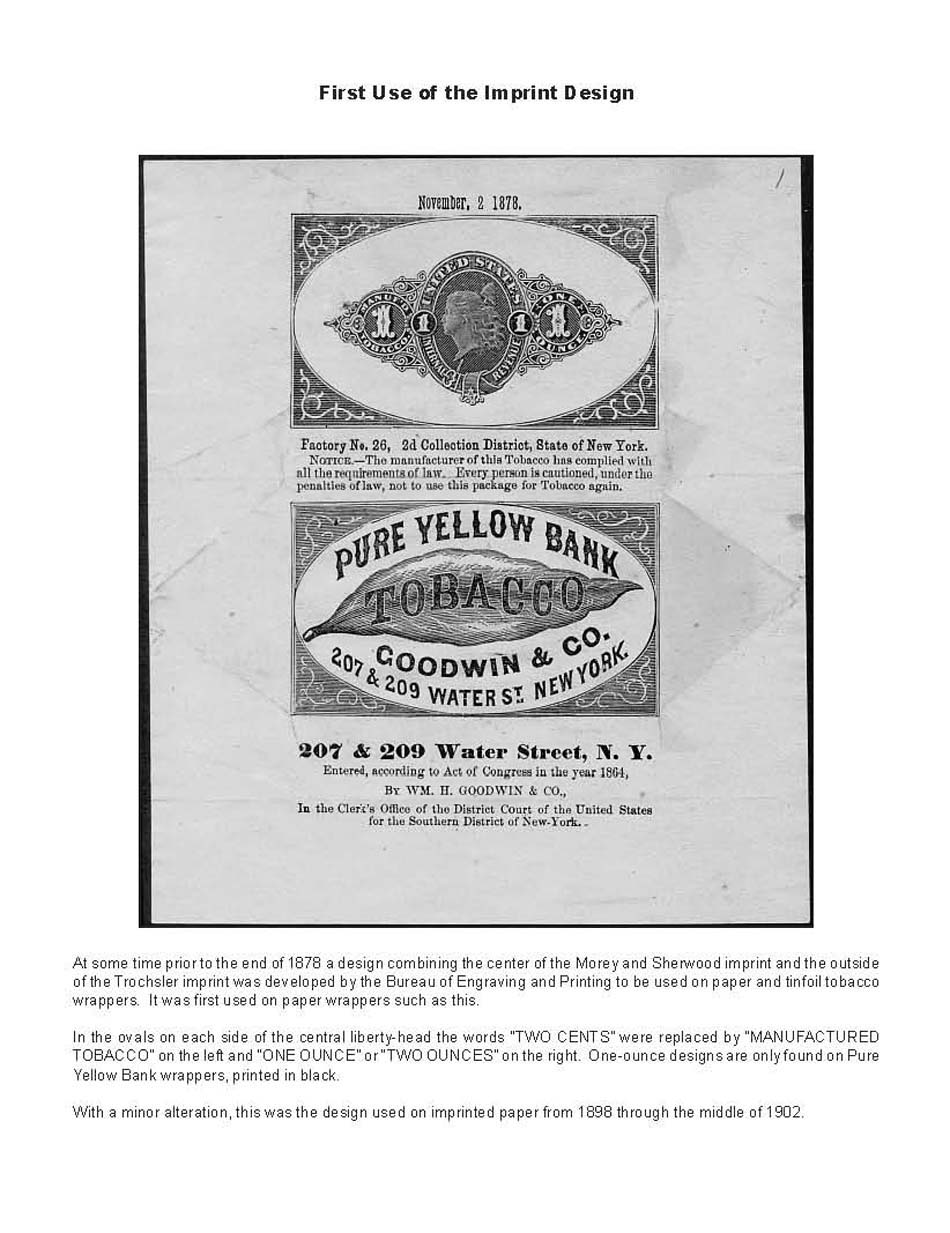 First Use of the Imprint Design
/
November, 2 1878.
UNITED STATES
MANUF'D TOBACCO
1
1
1
1
ONE OUNCE
INTERNAL REVENUE
Factory No. 26, 2d Collection District, State of New York.
NOTICE.—The manufacturer of this Tobacco has complied with
all the requirements of law. Every person is cautioned, under the
penalties of law, not to use this package for Tobacco again.
PURE YELLOW BANK
TOBACCO
GOODWIN & CO.
207 & 209 WATER ST. NEW YORK.
207 & 209 Water Street, N. Y.
Entered, according to Act of Congress in the year 1864,
BY WM. H. GOODWIN & CO.,
In the Clerk's Office of the District Court of the United States
for the Southern District of New-York.
At some time prior to the end of 1878 a design combining the center of the Morey and Sherwood imprint and the outside
of the Trochsler imprint was developed by the Bureau of Engraving and Printing to be used on paper and tinfoil tobacco
wrappers. It was first used on paper wrappers such as this.
In the ovals on each side of the central liberty-head the words "TWO CENTS" were replaced by "MANUFACTURED
TOBACCO" on the left and "ONE OUNCE" or "TWO OUNCES" on the right. One-ounce designs are only found on Pure
Yellow Bank wrappers, printed in black.
With a minor alteration, this was the design used on imprinted paper from 1898 through the middle of 1902.